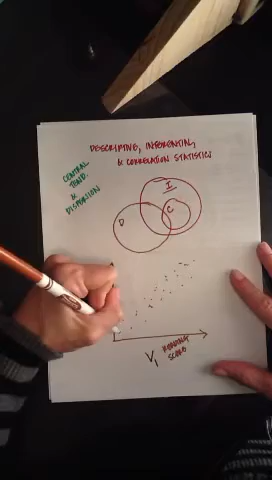 DESCRIPTIVE, INFERENTIAL,
& CORRELATION STATISTICS
CENTRAL
TEND.
&
DISPERSION
I
C
D
V1
READING
SCORE